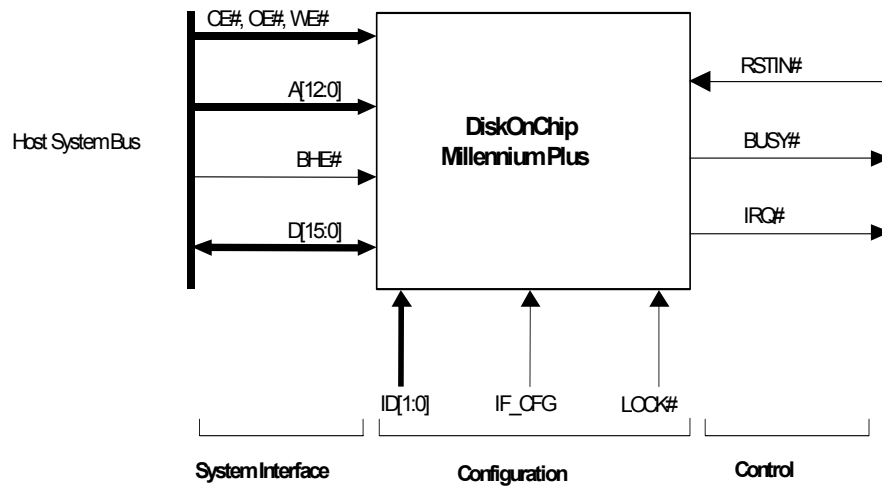 CE#, OE#, WE#
RSTIN#
A[12:0]
DiskOnChip
Millennium Plus
Host System Bus
BHE#
BUSY#
D[15:0]
IRQ#
ID[1:0]
IF_CFG
LOCK#
System Interface
Configuration
Control